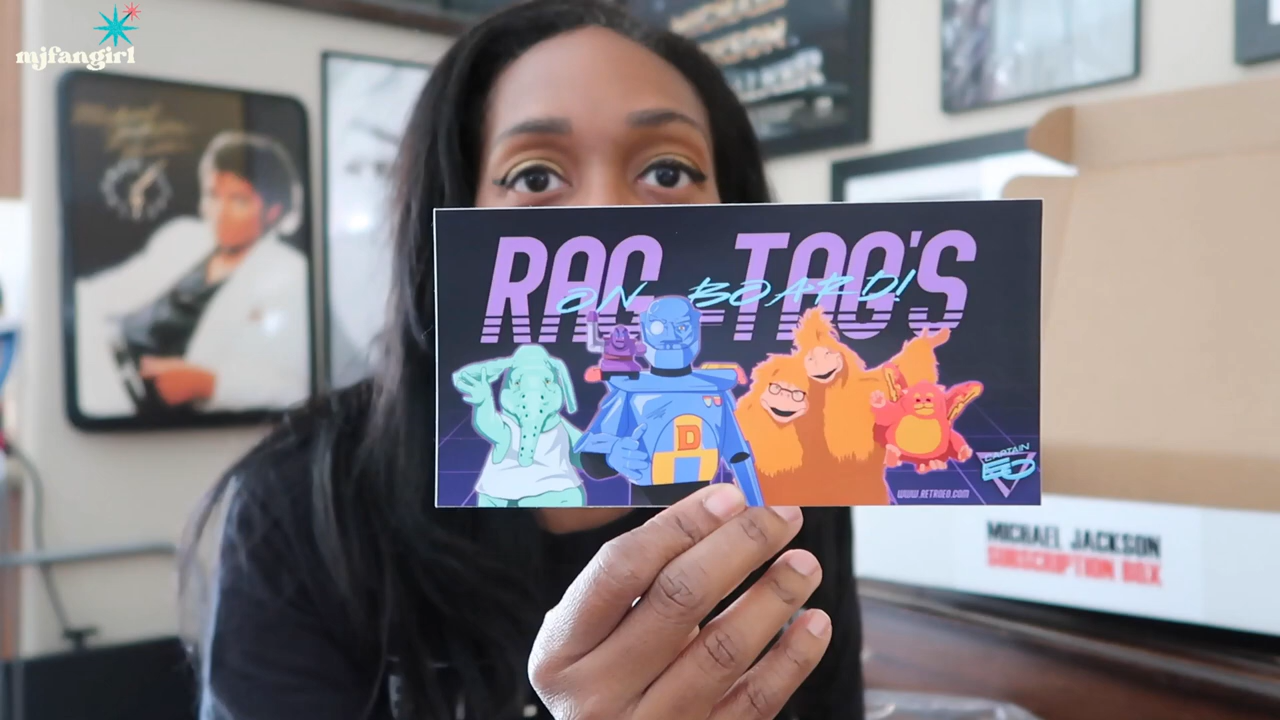 mjfangirl
RAG-TAG'S
ON BOARD!
D
CAPTAIN
EO
WWW.RETROEO.COM
MICHAEL JACKSON
SUBSCRIPTION BOX